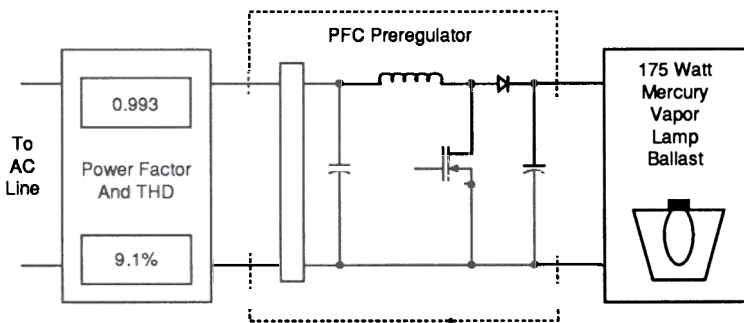 PFC Preregulator
To
AC
Line
0.993
Power Factor
And THD
9.1%
175 Watt
Mercury
Vapor
Lamp
Ballast